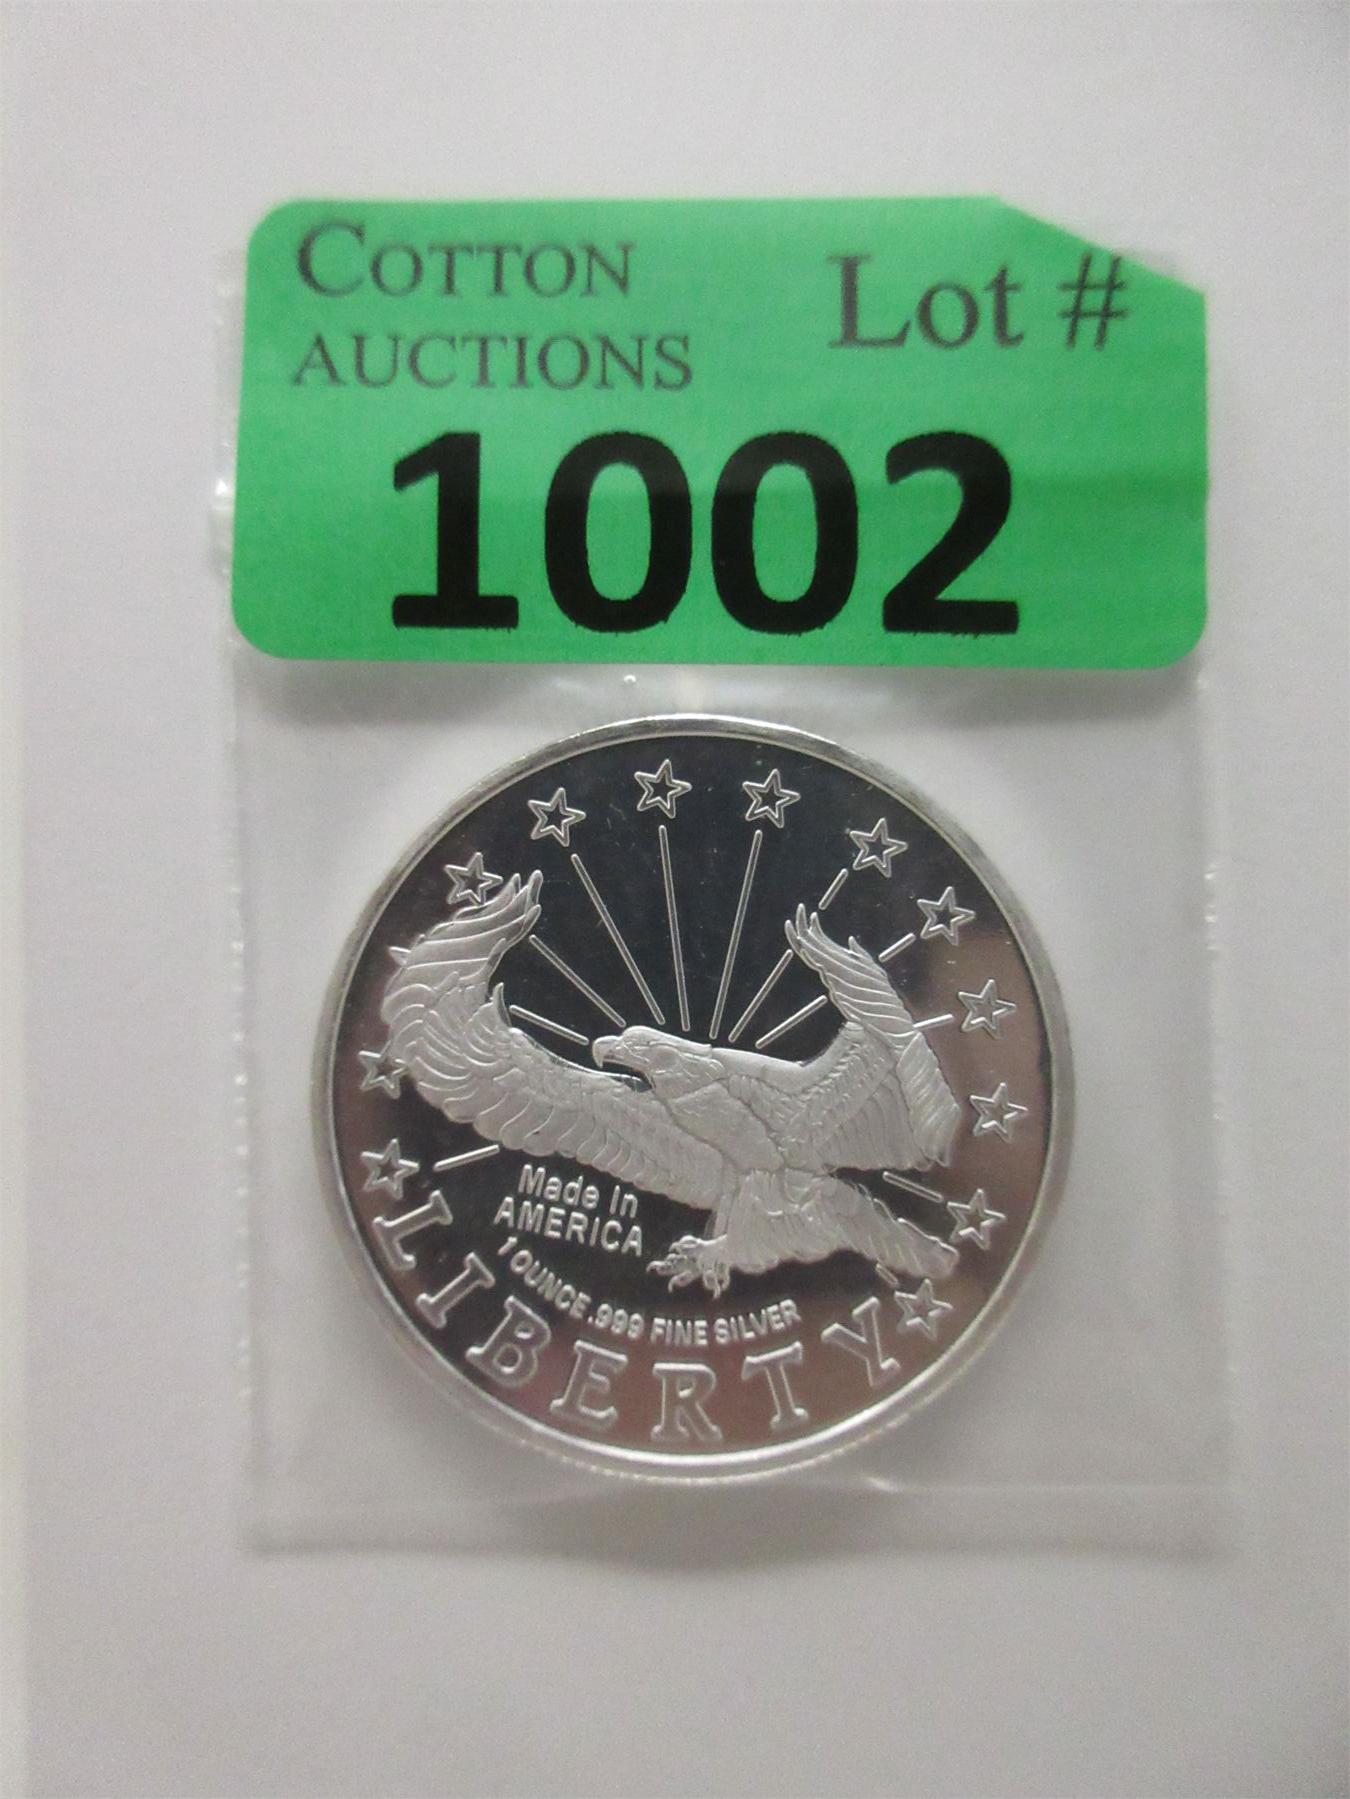 COTTON
AUCTIONS
Lot #
1002
Made in
AMERICA
1 OUNCE .999 FINE SILVER
LIBERTY